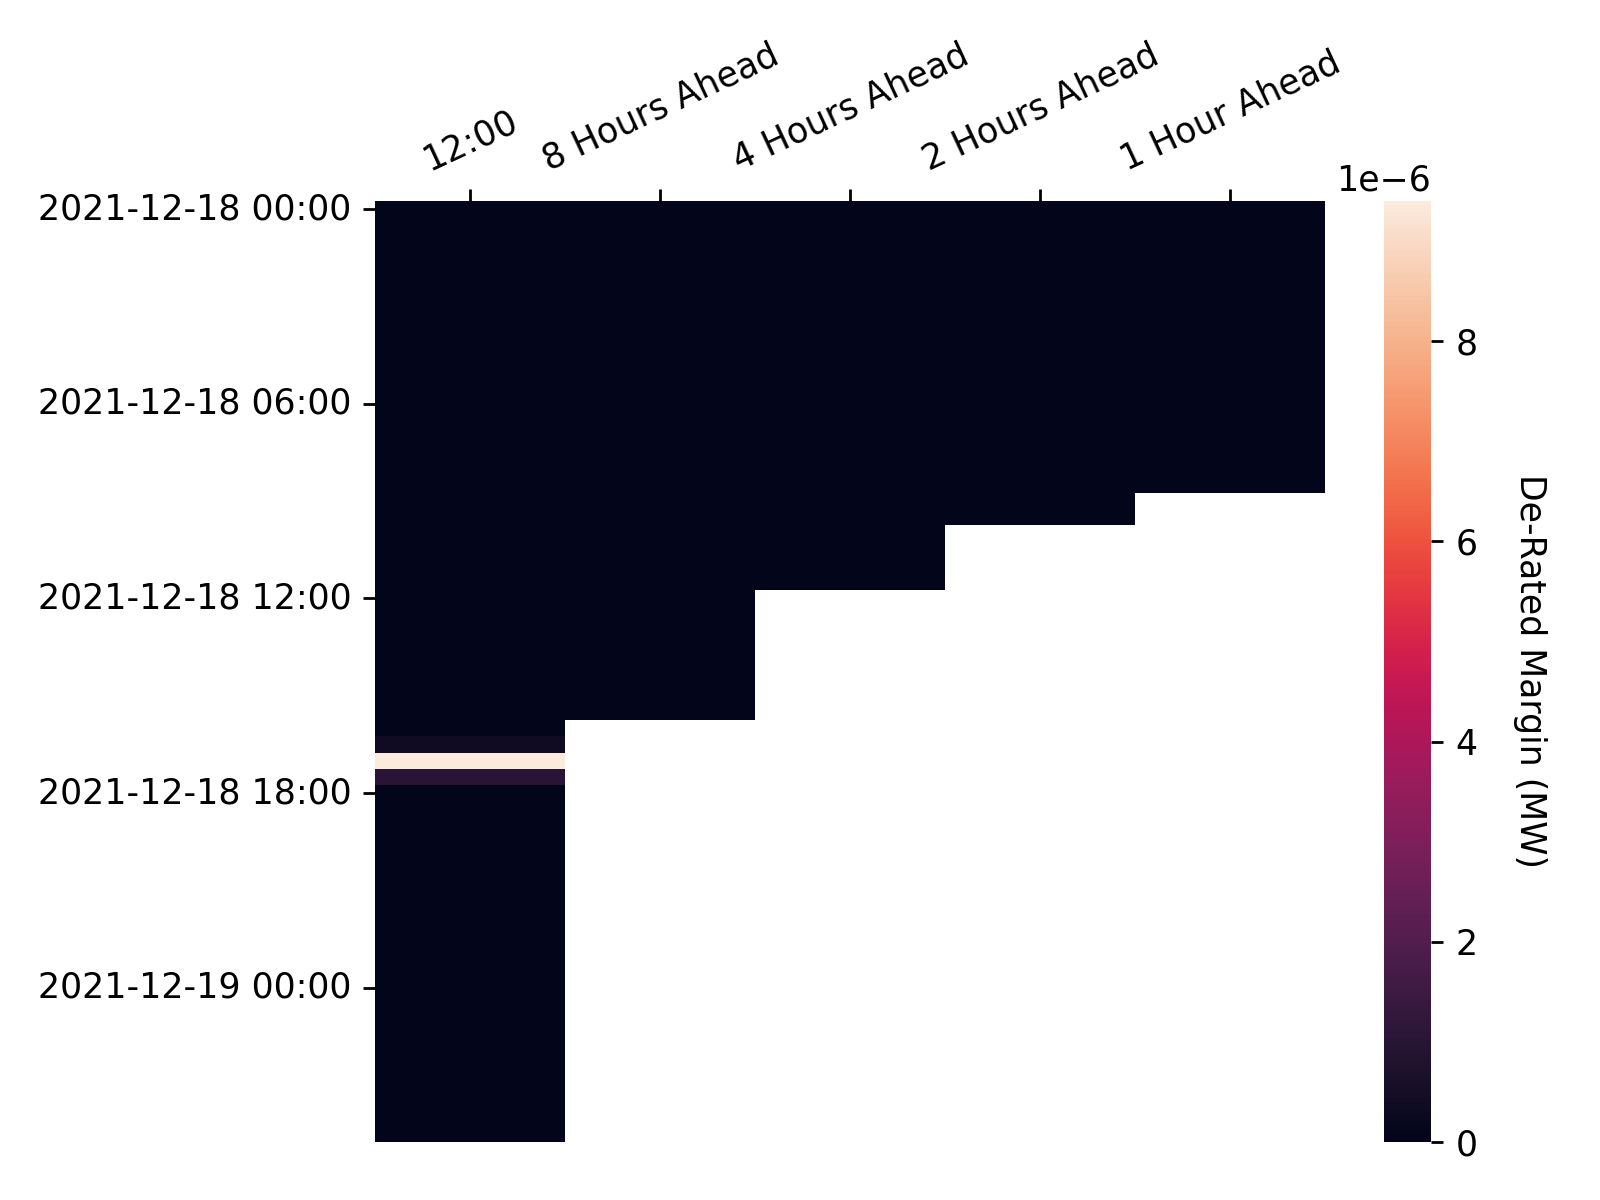 12:00
8 Hours Ahead
4 Hours Ahead
2 Hours Ahead
1 Hour Ahead
1e−6
2021-12-18 00:00
2021-12-18 06:00
2021-12-18 12:00
2021-12-18 18:00
2021-12-19 00:00
8
6
4
2
0
De-Rated Margin (MW)